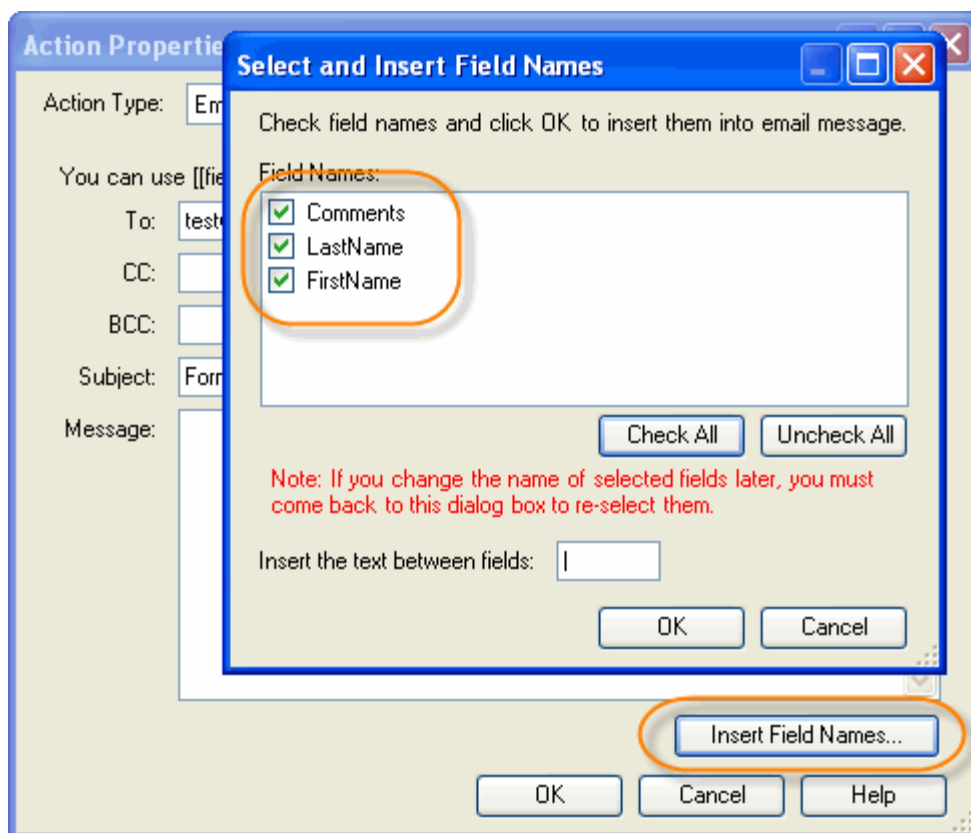 Action Propertie
Select and Insert Field Names
Action Type: Em
Check field names and click OK to insert them into email message.
You can use [[fie
Field Names:
To: test
Comments
LastName
CC:
FirstName
BCC:
Subject: Forr
Message:
Check All Uncheck All
Note: If you change the name of selected fields later, you must
come back to this dialog box to re-select them.
Insert the text between fields:
OK Cancel
Insert Field Names...
OK Cancel Help